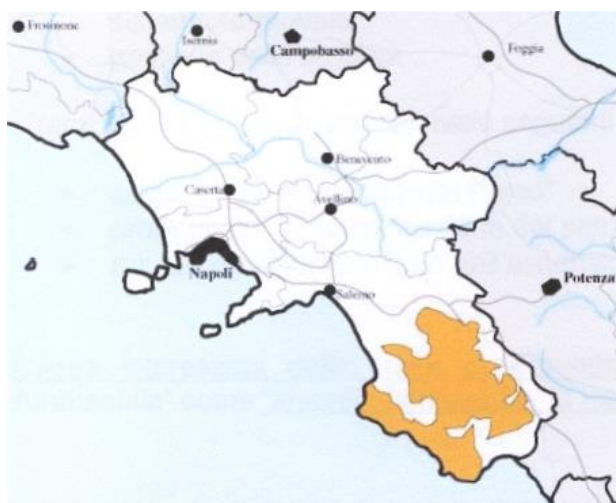 Frosinone
Isernia
Campobasso
Foggia
Benevento
Caserta
Avellino
Napoli
Salerno
Potenza